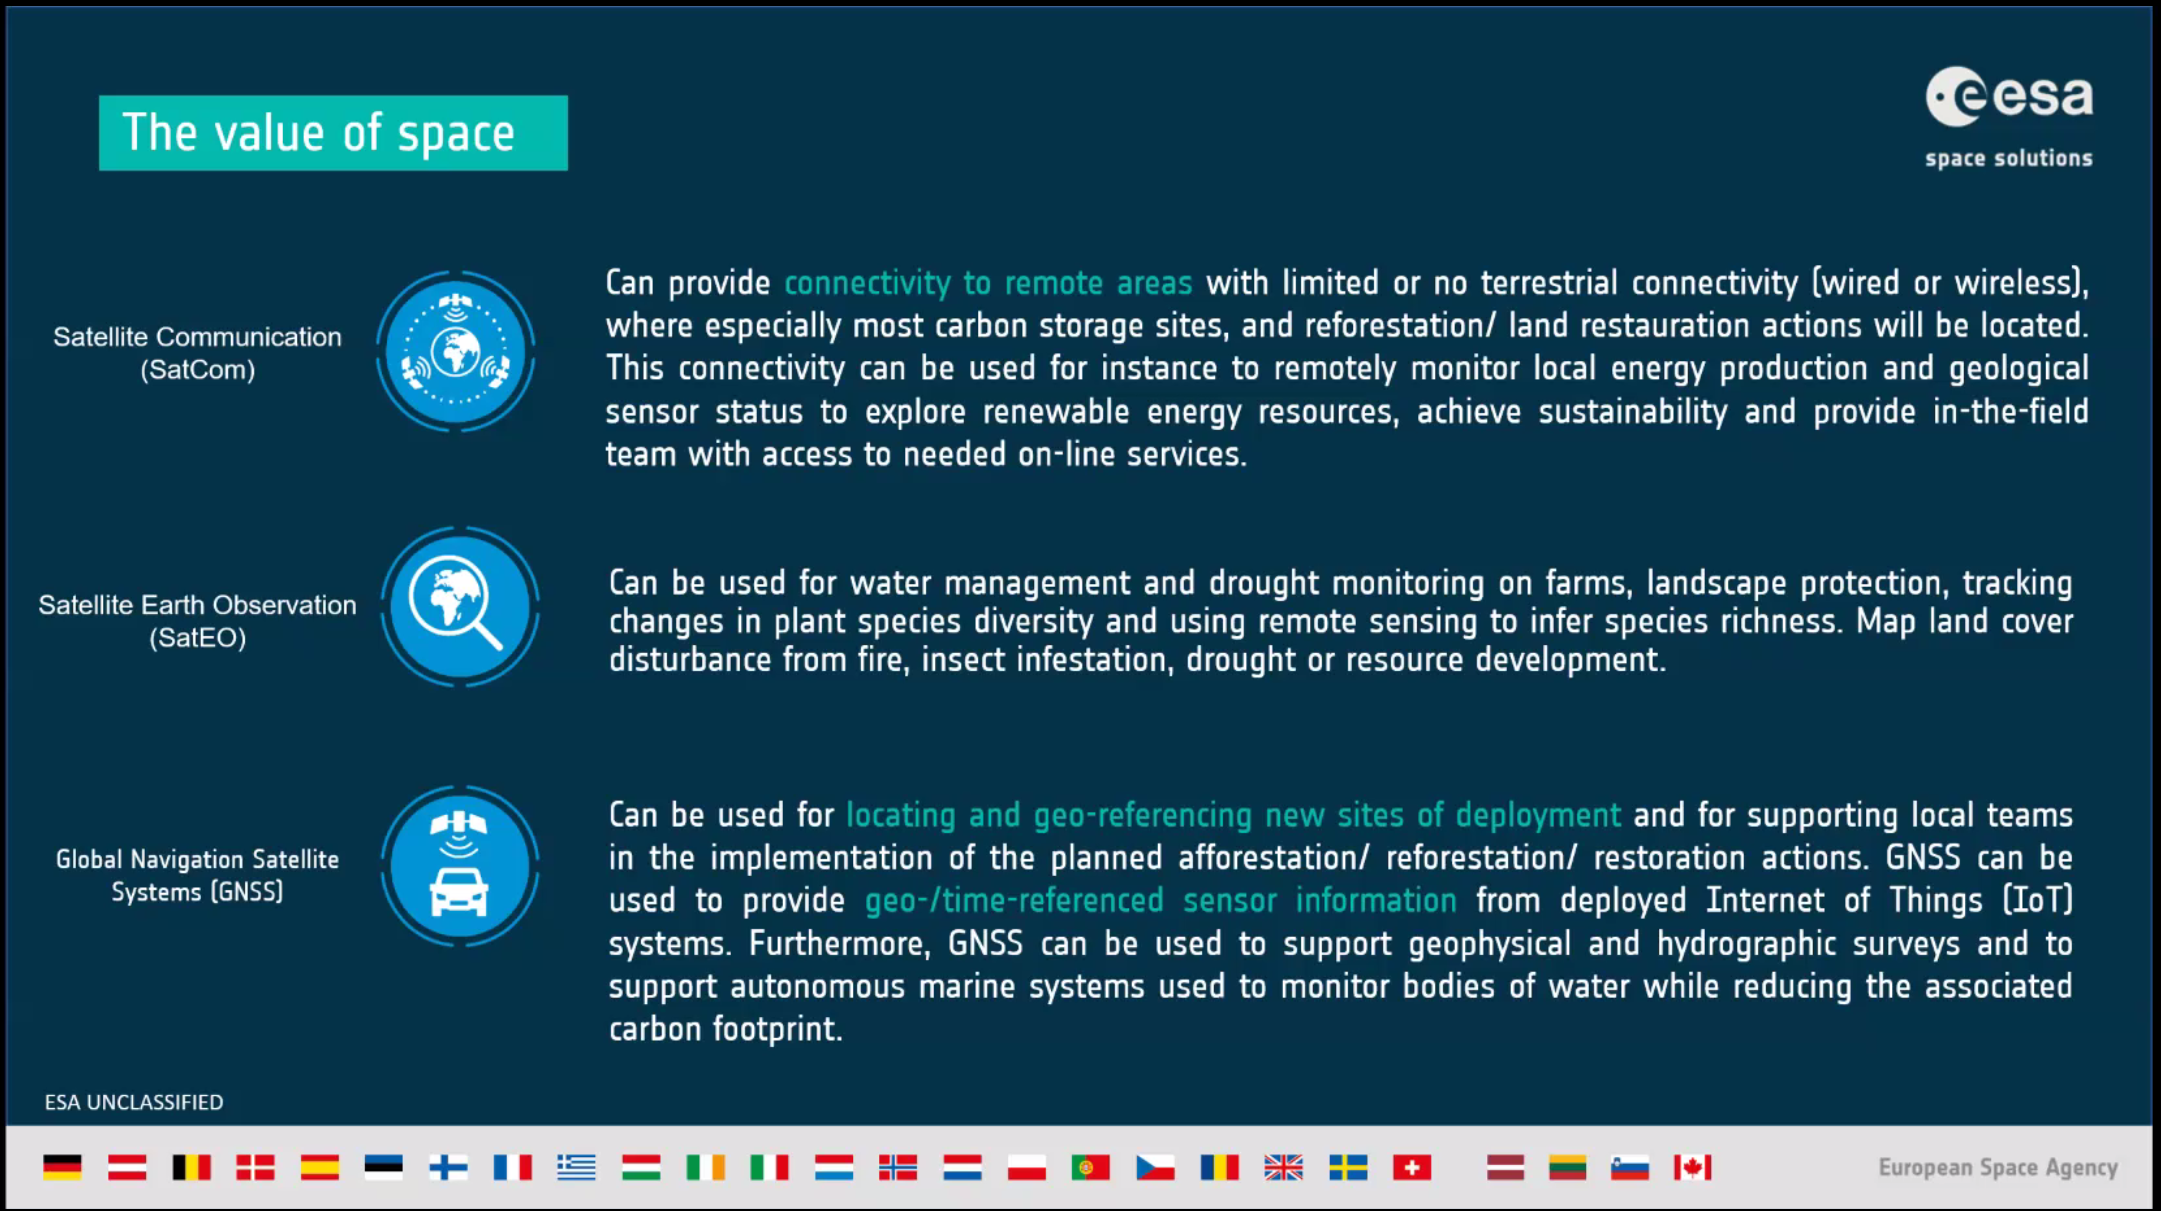 The value of space
esa
space solutions
Satellite Communication
(SatCom)
Can provide connectivity to remote areas with limited or no terrestrial connectivity (wired or wireless),
where especially most carbon storage sites, and reforestation/ land restauration actions will be located.
This connectivity can be used for instance to remotely monitor local energy production and geological
sensor status to explore renewable energy resources, achieve sustainability and provide in-the-field
team with access to needed on-line services.
Satellite Earth Observation
(SatEO)
Can be used for water management and drought monitoring on farms, landscape protection, tracking
changes in plant species diversity and using remote sensing to infer species richness. Map land cover
disturbance from fire, insect infestation, drought or resource development.
Global Navigation Satellite
Systems (GNSS)
Can be used for locating and geo-referencing new sites of deployment and for supporting local teams
in the implementation of the planned afforestation/ reforestation/ restoration actions. GNSS can be
used to provide geo-/time-referenced sensor information from deployed Internet of Things (IoT)
systems. Furthermore, GNSS can be used to support geophysical and hydrographic surveys and to
support autonomous marine systems used to monitor bodies of water while reducing the associated
carbon footprint.
ESA UNCLASSIFIED
European Space Agency